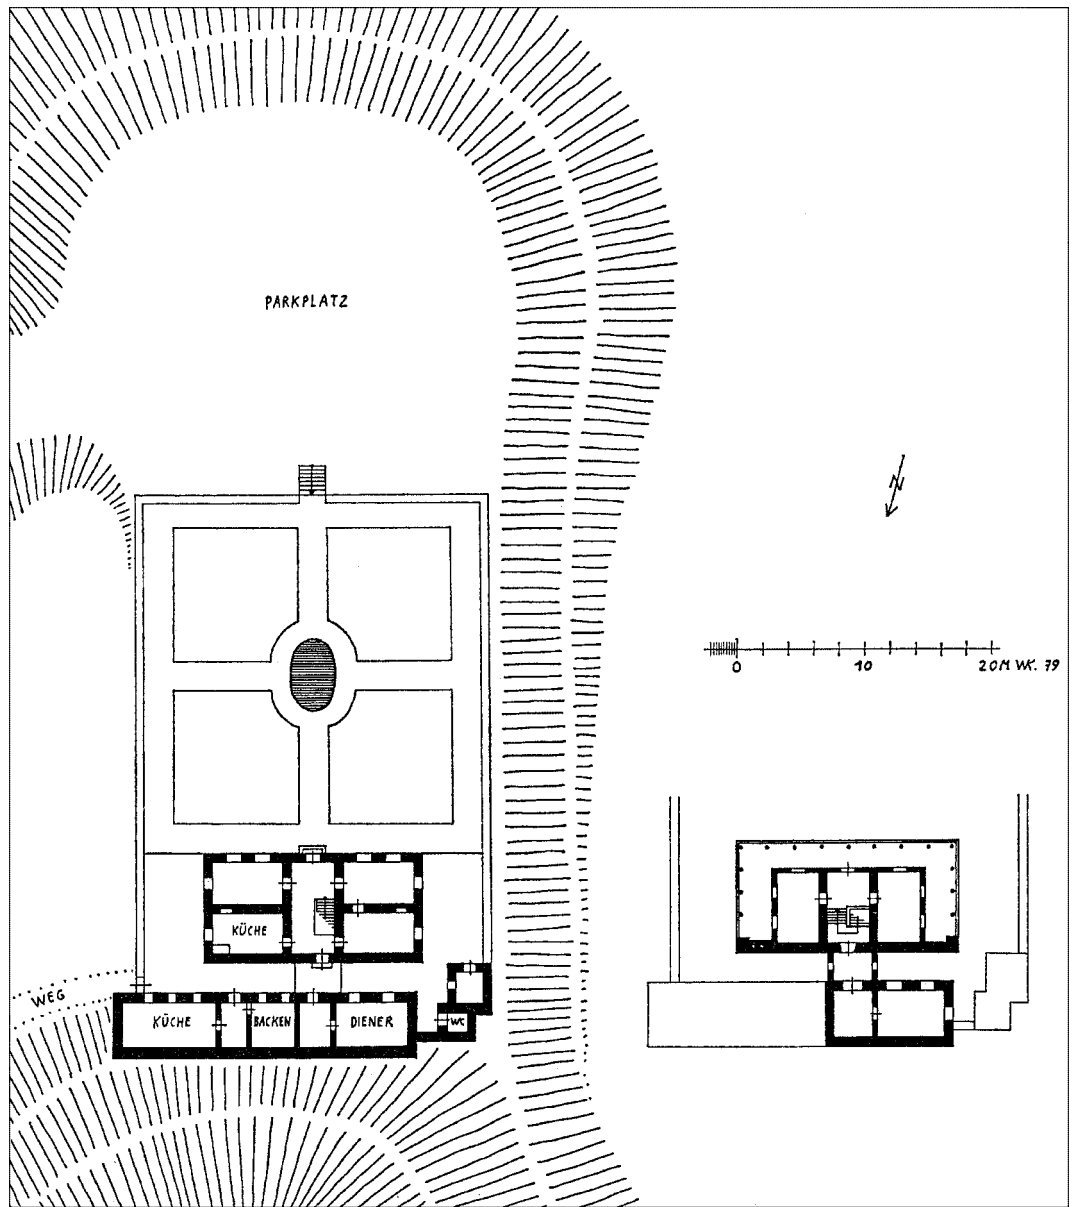 PARKPLATZ
N
0 10 20M WK. 79
KÜCHE
WEG
KÜCHE BACKEN DIENER WC